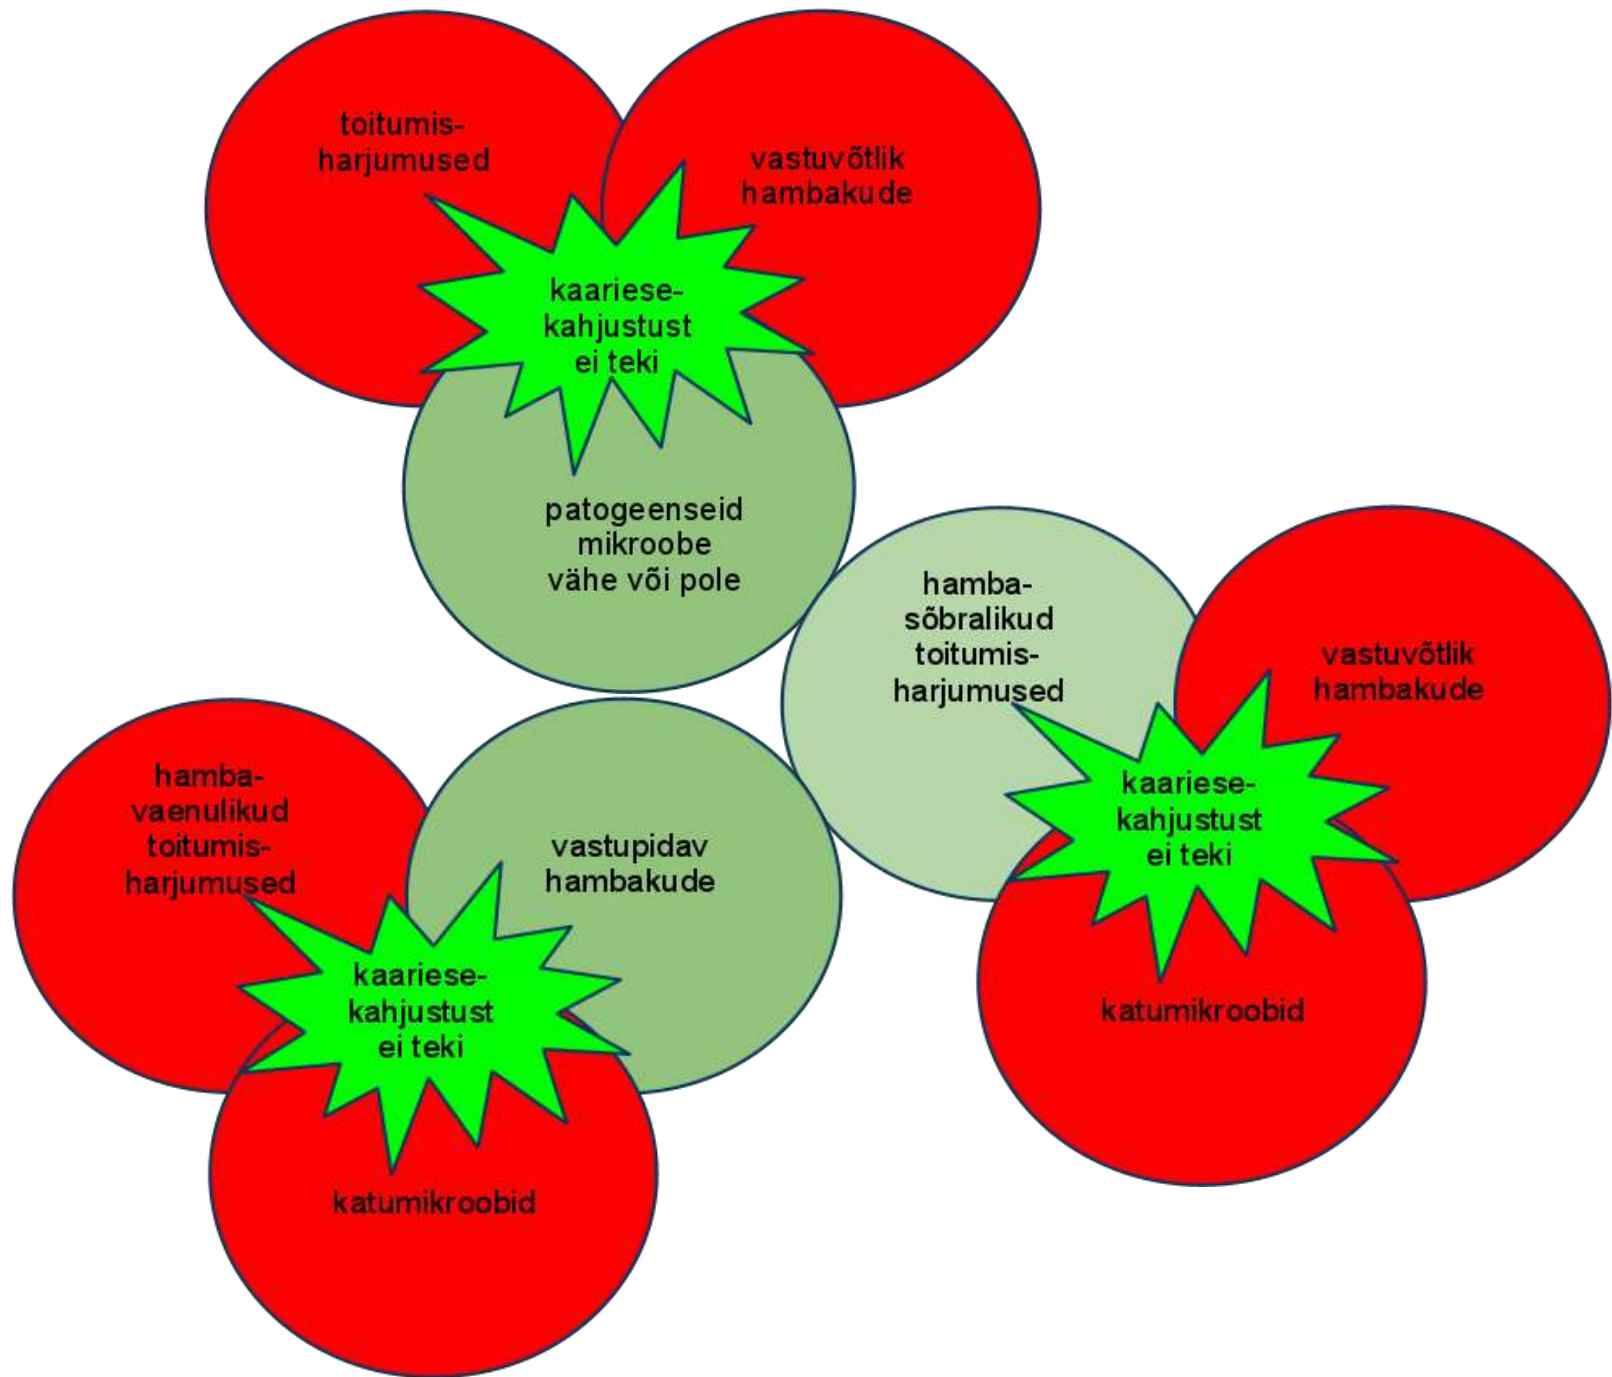 toitumis-
harjumused
vastuvõtlik
hambakude
kaariese-
kahjustust
ei teki
patogeenseid
mikroobe
vähe või pole
hamba-
sõbralikud
toitumis-
harjumused
vastuvõtlik
hambakude
kaariese-
kahjustust
ei teki
katumikroobid
hamba-
vaenulikud
toitumis-
harjumused
vastupidav
hambakude
kaariese-
kahjustust
ei teki
katumikroobid